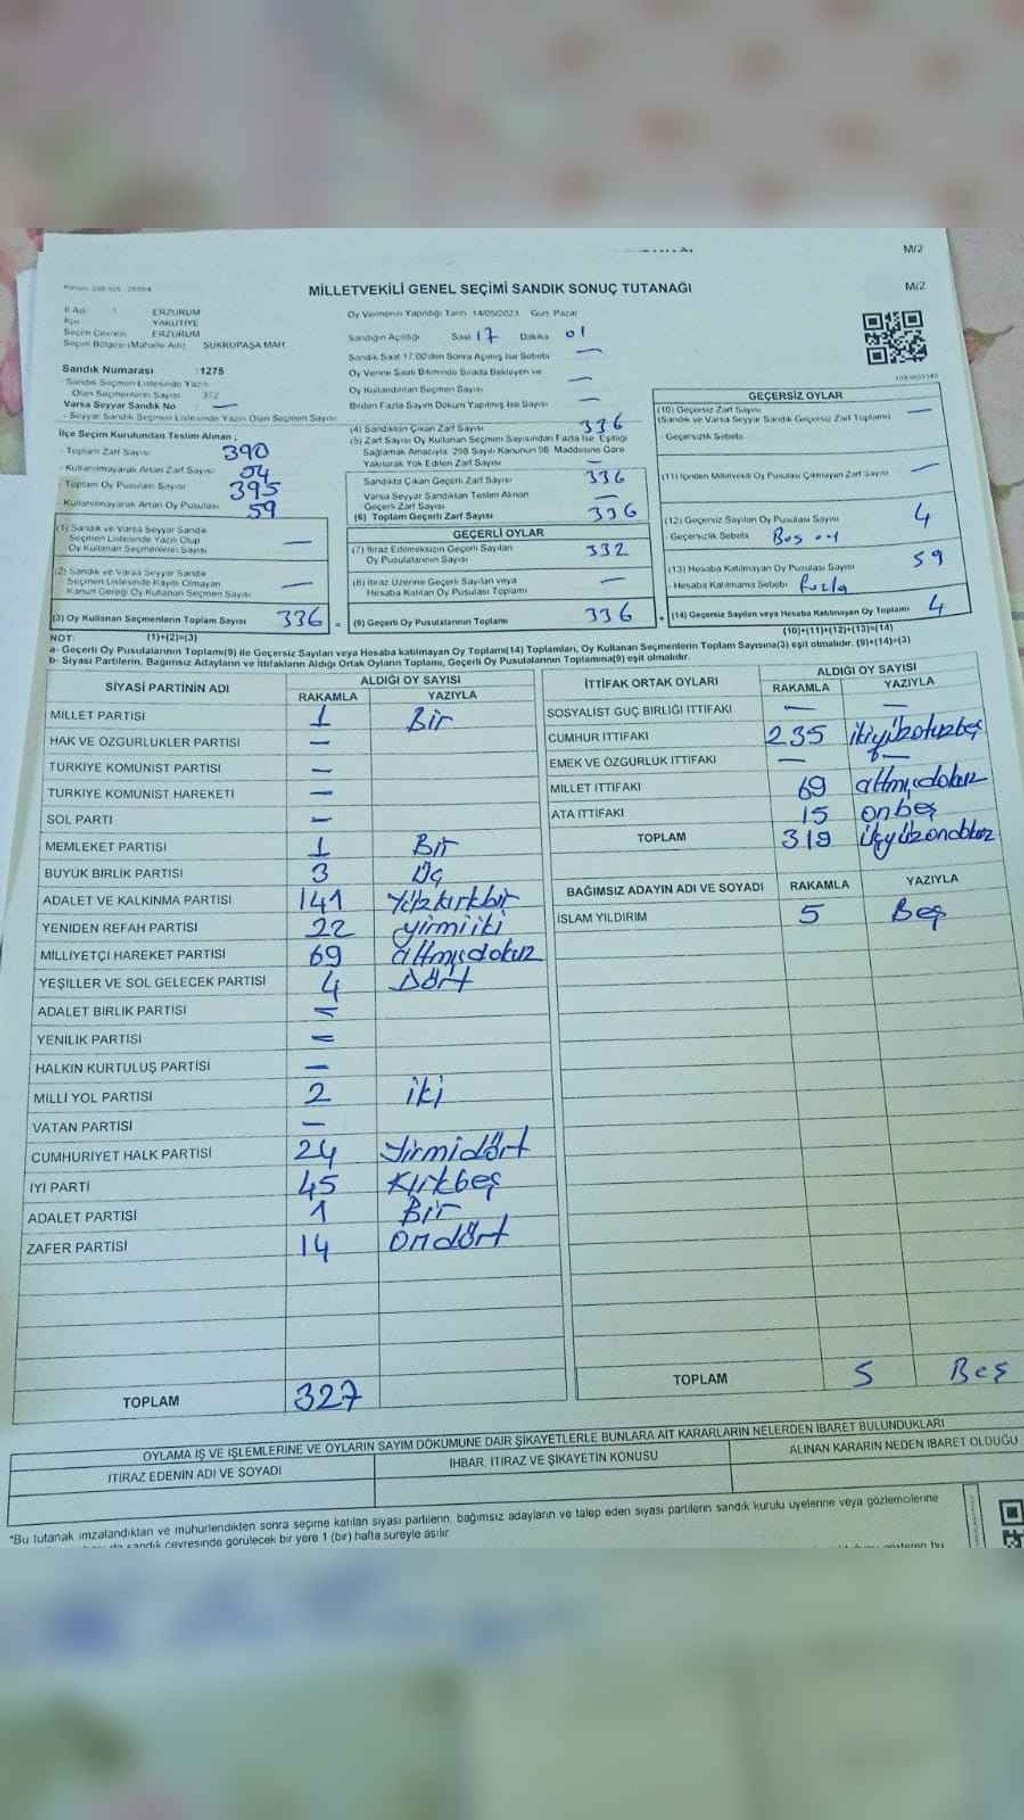 M/2
MİLLETVEKİLİ GENEL SEÇİMİ SANDIK SONUÇ TUTANAĞI
M/2
İl Adı ERZURUM
İlçe YAKUTİYE
Seçim Çevresi ERZURUM
Seçim Bölgesi (Mahalle Adı) ŞÜKRÜPAŞA MAH
Sandık Numarası :1275
Sandık Seçmen Listesinde Yazılı
Olan Seçmenlerin Sayısı 372
Varsa Seyyar Sandık No —
- Seyyar Sandık Seçmen Listesinde Yazılı Olan Seçmen Sayısı
İlçe Seçim Kurulundan Teslim Alınan ;
- Toplam Zarf Sayısı 390
- Kullanılmayarak Artan Zarf Sayısı 54
- Toplam Oy Pusulası Sayısı 395
Kullanılmayarak Artan Oy Pusulası 59
(1) Sandık ve Varsa Seyyar Sandık
Seçmen Listesinde Yazılı Olup
Oy Kullanan Seçmenlerin Sayısı —
(2) Sandık ve Varsa Seyyar Sandık
Seçmen Listesinde Kayıtlı Olmayan
Kanun Gereği Oy Kullanan Seçmen Sayısı —
(3) Oy Kullanan Seçmenlerin Toplam Sayısı 336 =
(1)+(2)=(3)
Oy Vermenin Yapıldığı Tarih 14/05/2023 Gün Pazar
Sandığın Açıldığı Saat 17 Dakika 01
Sandık Saat 17:00'den Sonra Açılmış İse Sebebi —
Oy Verme Saati Bitiminde Sırada Bekleyen ve
Oy Kullandırılan Seçmen Sayısı —
Birden Fazla Sayım Döküm Yapılmış İse Sayısı —
(4) Sandıktan Çıkan Zarf Sayısı 336
(5) Zarf Sayısı Oy Kullanan Seçmen Sayısından Fazla İse Eşitliği
Sağlamak Amacıyla 298 Sayılı Kanunun 98. Maddesine Göre
Yakılarak Yok Edilen Zarf Sayısı —
Sandıkta Çıkan Geçerli Zarf Sayısı 336
Varsa Seyyar Sandıktan Teslim Alınan
Geçerli Zarf Sayısı —
(6) Toplam Geçerli Zarf Sayısı 336
GEÇERLİ OYLAR
(7) İtiraz Edilmeksizin Geçerli Sayılan
Oy Pusulalarının Sayısı 332
(8) İtiraz Üzerine Geçerli Sayılan veya
Hesaba Katılan Oy Pusulası Toplamı —
(9) Geçerli Oy Pusulalarının Toplamı 336 +
GEÇERSİZ OYLAR
(10) Geçersiz Zarf Sayısı
(Sandık ve Varsa Seyyar Sandık Geçersiz Zarf Toplamı) —
Geçersizlik Sebebi
(11) İçinden Milletvekili Oy Pusulası Çıkmayan Zarf Sayısı —
(12) Geçersiz Sayılan Oy Pusulası Sayısı 4
- Geçersizlik Sebebi Boş oy
(13) Hesaba Katılmayan Oy Pusulası Sayısı 59
- Hesaba Katılmama Sebebi Fazla
(14) Geçersiz Sayılan veya Hesaba Katılmayan Oy Toplamı 4
(10)+(11)+(12)+(13)=(14)
NOT:
a- Geçerli Oy Pusulalarının Toplamı(9) ile Geçersiz Sayılan veya Hesaba katılmayan Oy Toplamı(14) Toplamları, Oy Kullanan Seçmenlerin Toplam Sayısına(3) eşit olmalıdır. (9)+(14)=(3)
b- Siyasi Partilerin, Bağımsız Adayların ve İttifakların Aldığı Ortak Oyların Toplamı, Geçerli Oy Pusulalarının Toplamına(9) eşit olmalıdır.
SİYASİ PARTİNİN ADI ALDIĞI OY SAYISI
RAKAMLA YAZIYLA
MİLLET PARTİSİ 1 Bir
HAK VE ÖZGÜRLÜKLER PARTİSİ —
TÜRKİYE KOMÜNİST PARTİSİ —
TÜRKİYE KOMÜNİST HAREKETİ —
SOL PARTİ —
MEMLEKET PARTİSİ 1 Bir
BÜYÜK BİRLİK PARTİSİ 3 Üç
ADALET VE KALKINMA PARTİSİ 141 Yüzkırkbir
YENİDEN REFAH PARTİSİ 22 yirmiiki
MİLLİYETÇİ HAREKET PARTİSİ 69 altmışdokuz
YEŞİLLER VE SOL GELECEK PARTİSİ 4 Dört
ADALET BİRLİK PARTİSİ —
YENİLİK PARTİSİ —
HALKIN KURTULUŞ PARTİSİ —
MİLLİ YOL PARTİSİ 2 iki
VATAN PARTİSİ —
CUMHURİYET HALK PARTİSİ 24 Yirmidört
İYİ PARTİ 45 Kırkbeş
ADALET PARTİSİ 1 Bir
ZAFER PARTİSİ 14 Ondört
TOPLAM 327
İTTİFAK ORTAK OYLARI ALDIĞI OY SAYISI
RAKAMLA YAZIYLA
SOSYALİST GÜÇ BİRLİĞİ İTTİFAKI — —
CUMHUR İTTİFAKI 235 ikiyüzotuzbeş
EMEK VE ÖZGÜRLÜK İTTİFAKI — —
MİLLET İTTİFAKI 69 altmışdokuz
ATA İTTİFAKI 15 onbeş
TOPLAM 319 üçyüzondokuz
BAĞIMSIZ ADAYIN ADI VE SOYADI RAKAMLA YAZIYLA
İSLAM YILDIRIM 5 Beş
TOPLAM 5 Beş
OYLAMA İŞ VE İŞLEMLERİNE VE OYLARIN SAYIM DÖKÜMÜNE DAİR ŞİKAYETLERLE BUNLARA AİT KARARLARIN NELERDEN İBARET BULUNDUKLARI
İTİRAZ EDENİN ADI VE SOYADI İHBAR, İTİRAZ VE ŞİKAYETİN KONUSU ALINAN KARARIN NEDEN İBARET OLDUĞU
*Bu tutanak imzalandıktan ve mühürlendikten sonra seçime katılan siyasi partilerin, bağımsız adayların ve talep eden siyasi partilerin sandık kurulu üyelerine veya gözlemcilerine
sandık çevresinde görülecek bir yere 1 (bir) hafta süreyle asılır